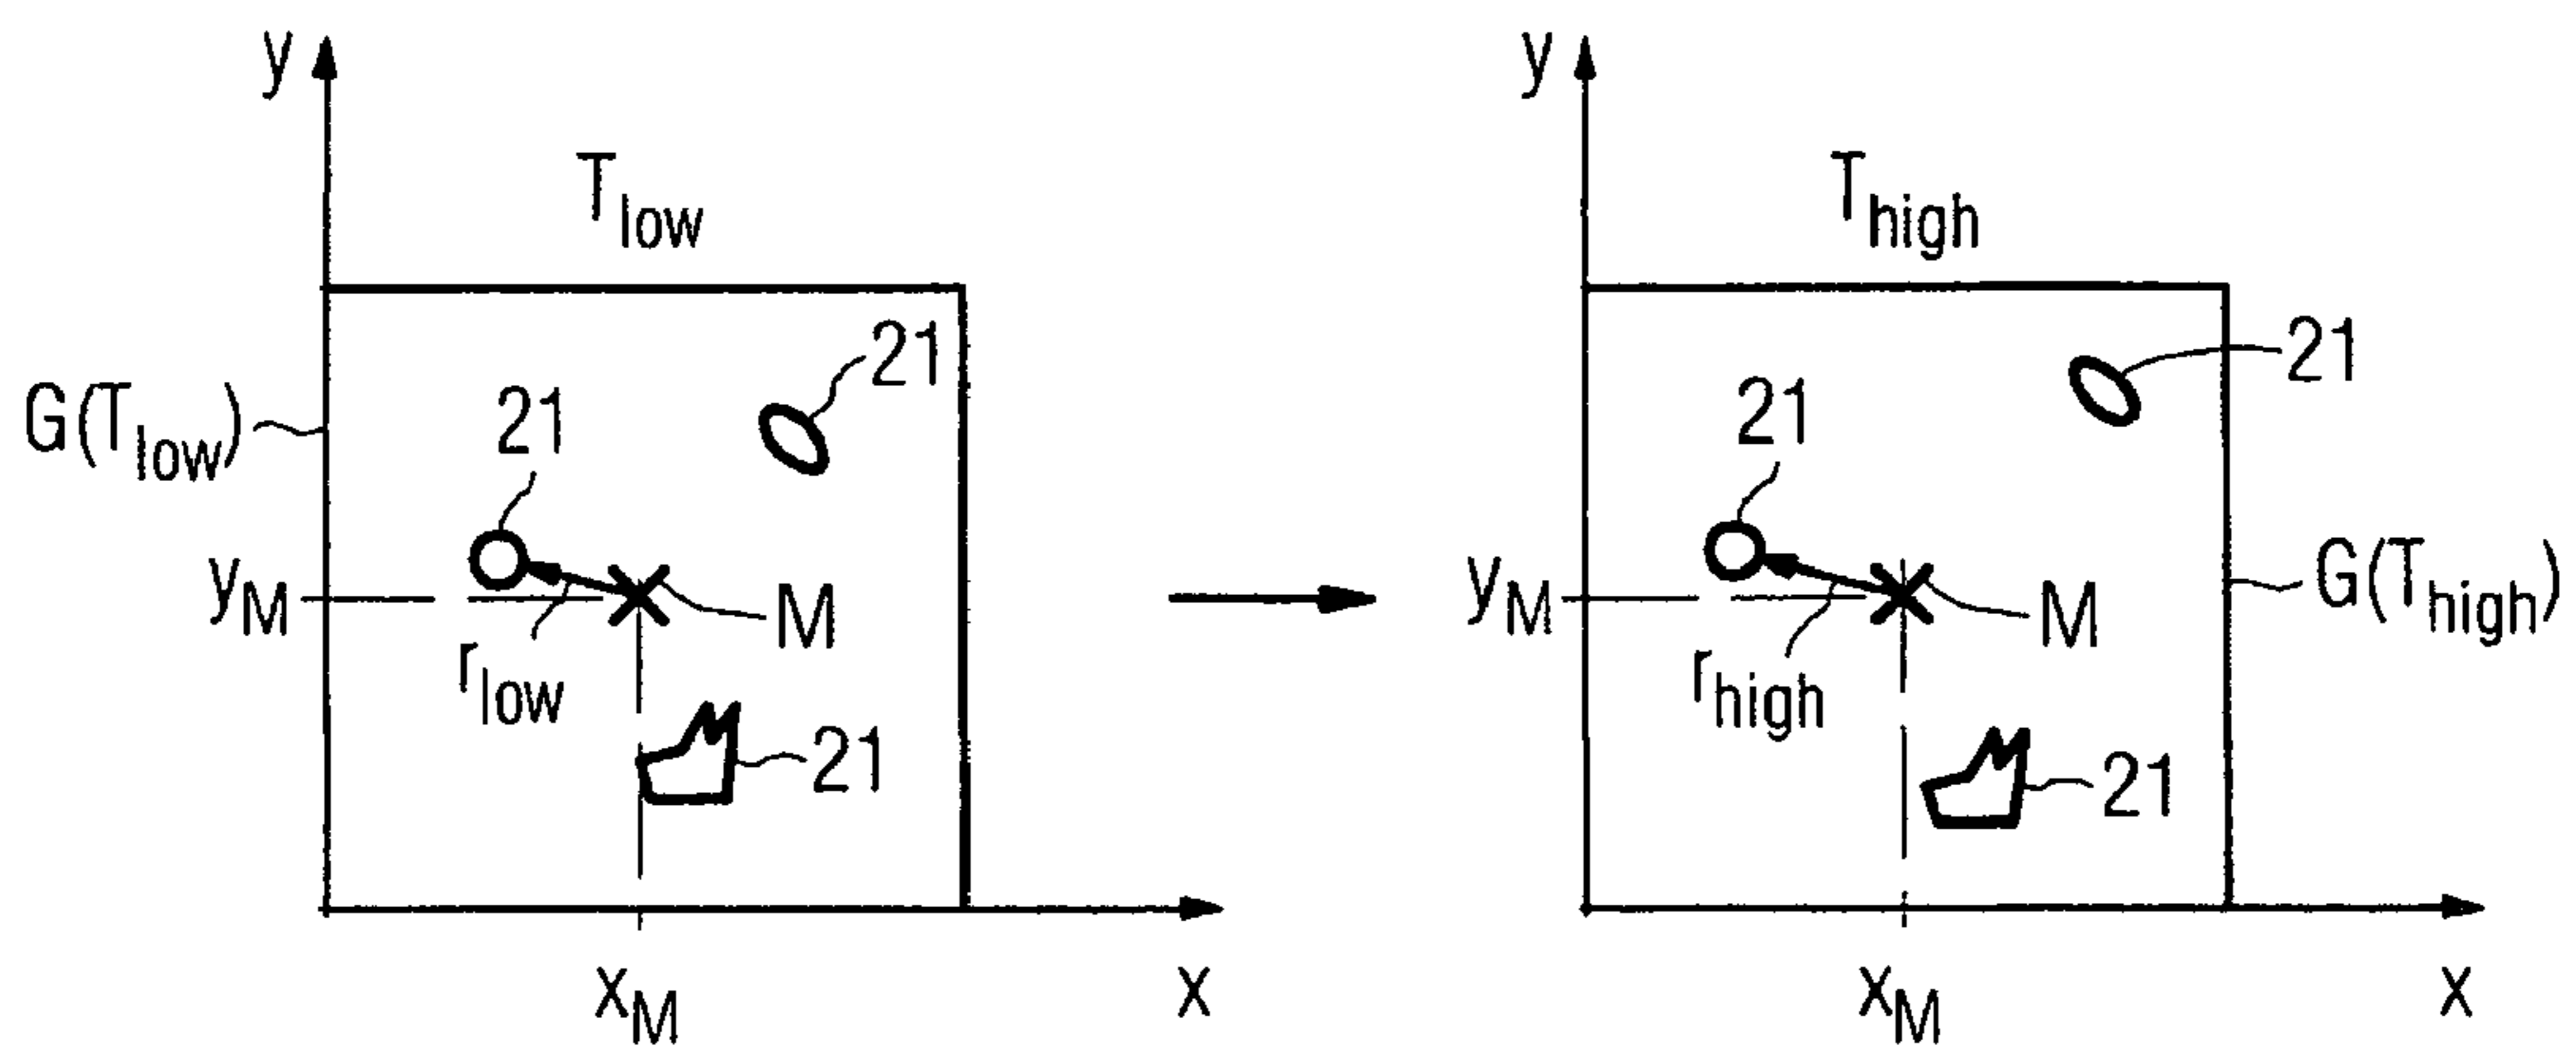 y
T_low
21
G(T_low)
21
y_M
M
r_low
21
x_M
x
y
T_high
21
21
y_M
M
G(T_high)
r_high
21
x_M
x